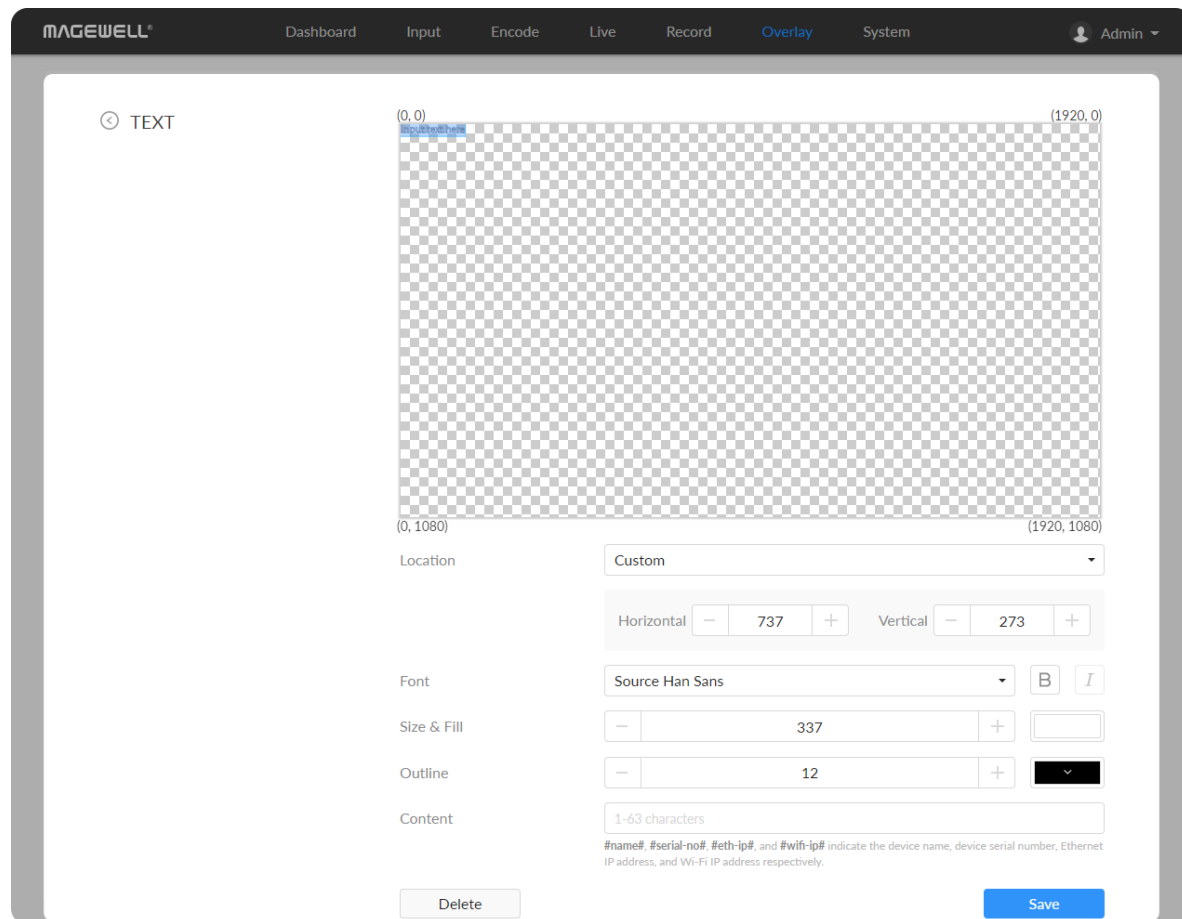 MAGEWELL®
Dashboard Input Encode Live Record Overlay System Admin
TEXT
(0, 0) (1920, 0)
Input text here
(0, 1080) (1920, 1080)
Location Custom
Horizontal − 737 + Vertical − 273 +
Font Source Han Sans B I
Size & Fill − 337 +
Outline − 12 +
Content 1-63 characters
#name#, #serial-no#, #eth-ip#, and #wifi-ip# indicate the device name, device serial number, Ethernet
IP address, and Wi-Fi IP address respectively.
Delete Save